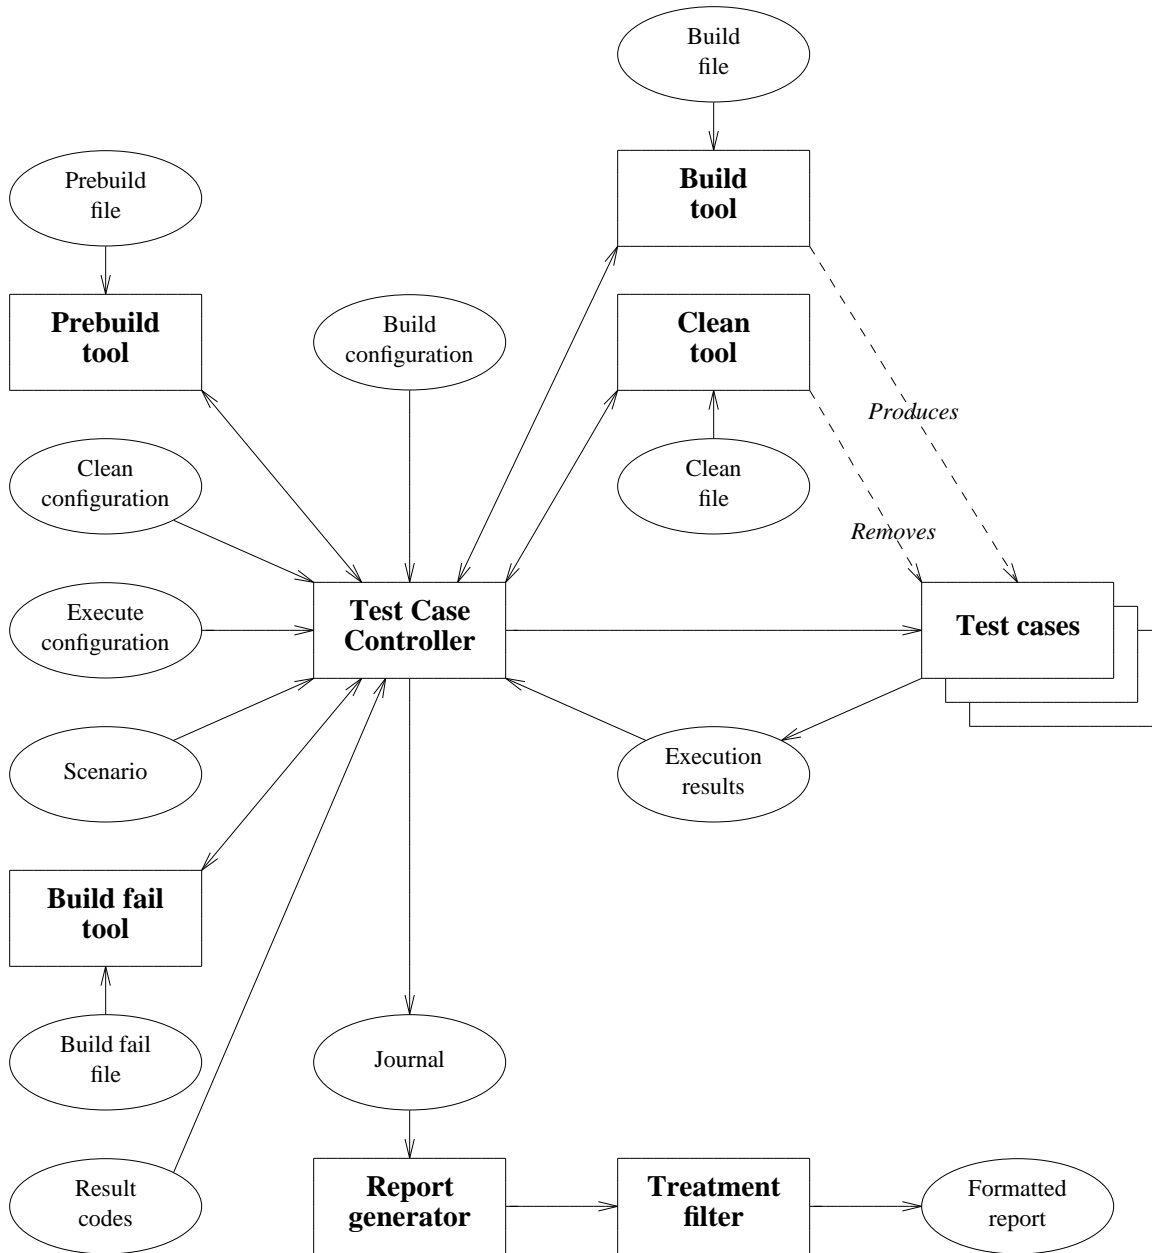 Build
file
Prebuild
file
Build
tool
Prebuild
tool
Build
configuration
Clean
tool
Produces
Clean
configuration
Clean
file
Removes
Execute
configuration
Test Case
Controller
Test cases
Scenario
Execution
results
Build fail
tool
Build fail
file
Journal
Result
codes
Report
generator
Treatment
filter
Formatted
report